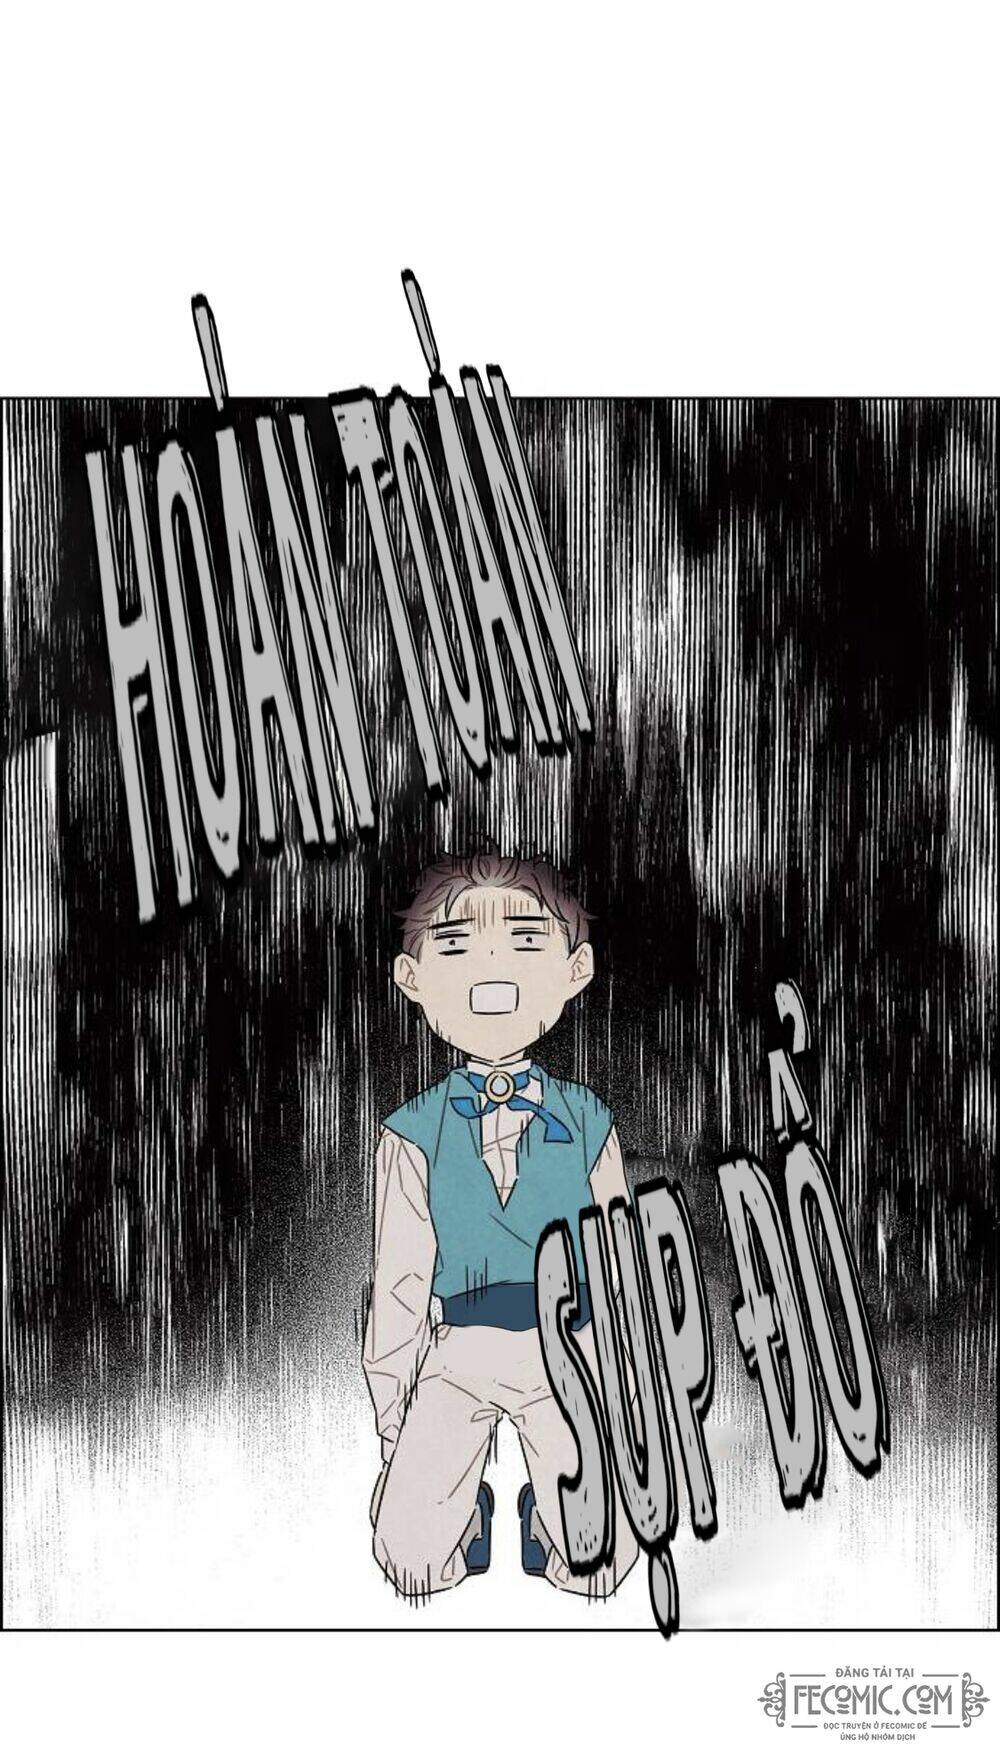 HOÀN TOÀN
SỤP ĐỔ
ĐĂNG TẢI TẠI
FECOMIC.COM
ĐỌC TRUYỆN Ở FECOMIC ĐỂ
ỦNG HỘ NHÓM DỊCH